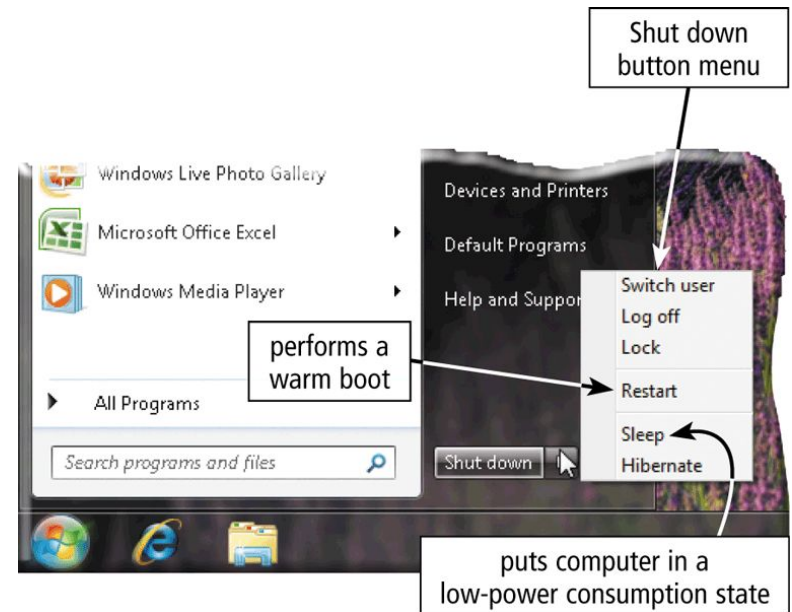 Shut down
button menu
Windows Live Photo Gallery
Microsoft Office Excel
Windows Media Player
All Programs
Search programs and files
Devices and Printers
Default Programs
Help and Suppor
Shut down
performs a
warm boot
Switch user
Log off
Lock
Restart
Sleep
Hibernate
puts computer in a
low-power consumption state